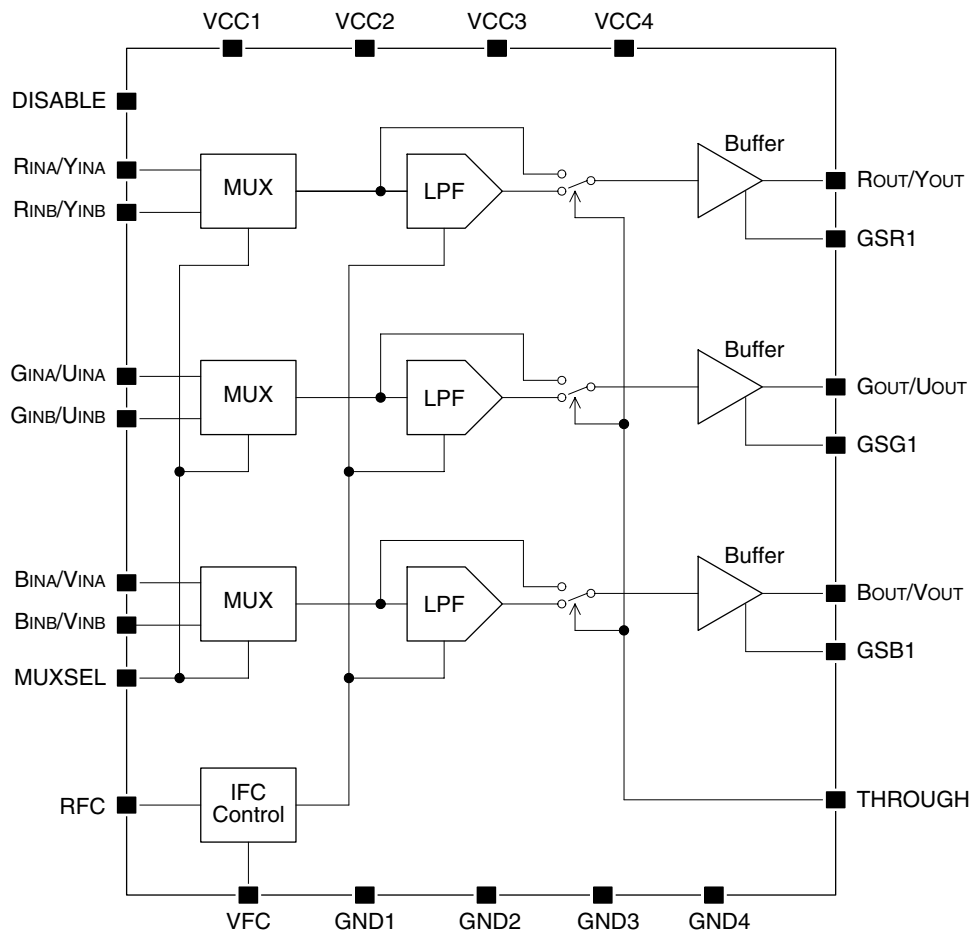 VCC1 VCC2 VCC3 VCC4
DISABLE
RINA/YINA
RINB/YINB
MUX
LPF
Buffer
ROUT/YOUT
GSR1
GINA/UINA
GINB/UINB
MUX
LPF
Buffer
GOUT/UOUT
GSG1
BINA/VINA
BINB/VINB
MUX
LPF
Buffer
BOUT/VOUT
GSB1
MUXSEL
RFC
IFC
Control
THROUGH
VFC GND1 GND2 GND3 GND4